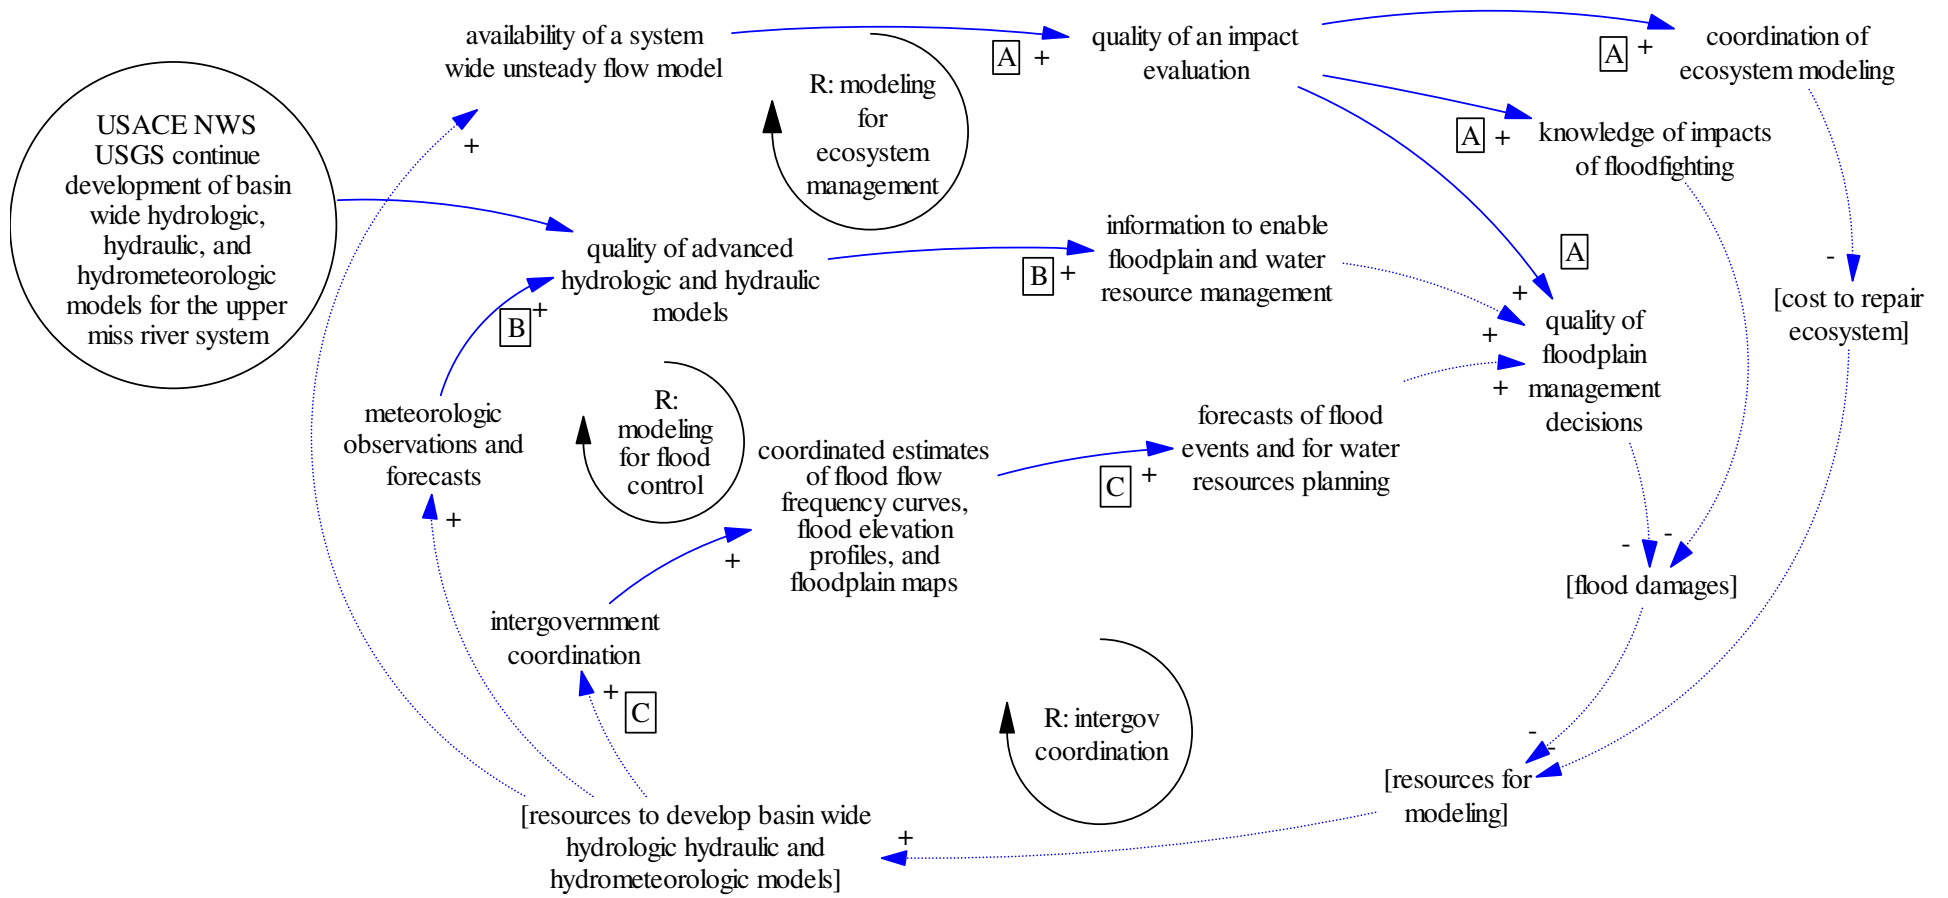 availability of a system
wide unsteady flow model
A +
quality of an impact
evaluation
A +
coordination of
ecosystem modeling
USACE NWS
USGS continue
development of basin
wide hydrologic,
hydraulic, and
hydrometeorologic
models for the upper
miss river system
+
R: modeling
for
ecosystem
management
A +
knowledge of impacts
of floodfighting
quality of advanced
hydrologic and hydraulic
models
B +
information to enable
floodplain and water
resource management
A
+
-
[cost to repair
ecosystem]
B +
+
quality of
floodplain
management
decisions
+
meteorologic
observations and
forecasts
+
R:
modeling
for flood
control
coordinated estimates
of flood flow
frequency curves,
flood elevation
profiles, and
floodplain maps
C +
forecasts of flood
events and for water
resources planning
+
- -
[flood damages]
intergovernment
coordination
+ C
R: intergov
coordination
-
-
[resources for
modeling]
+
[resources to develop basin wide
hydrologic hydraulic and
hydrometeorologic models]